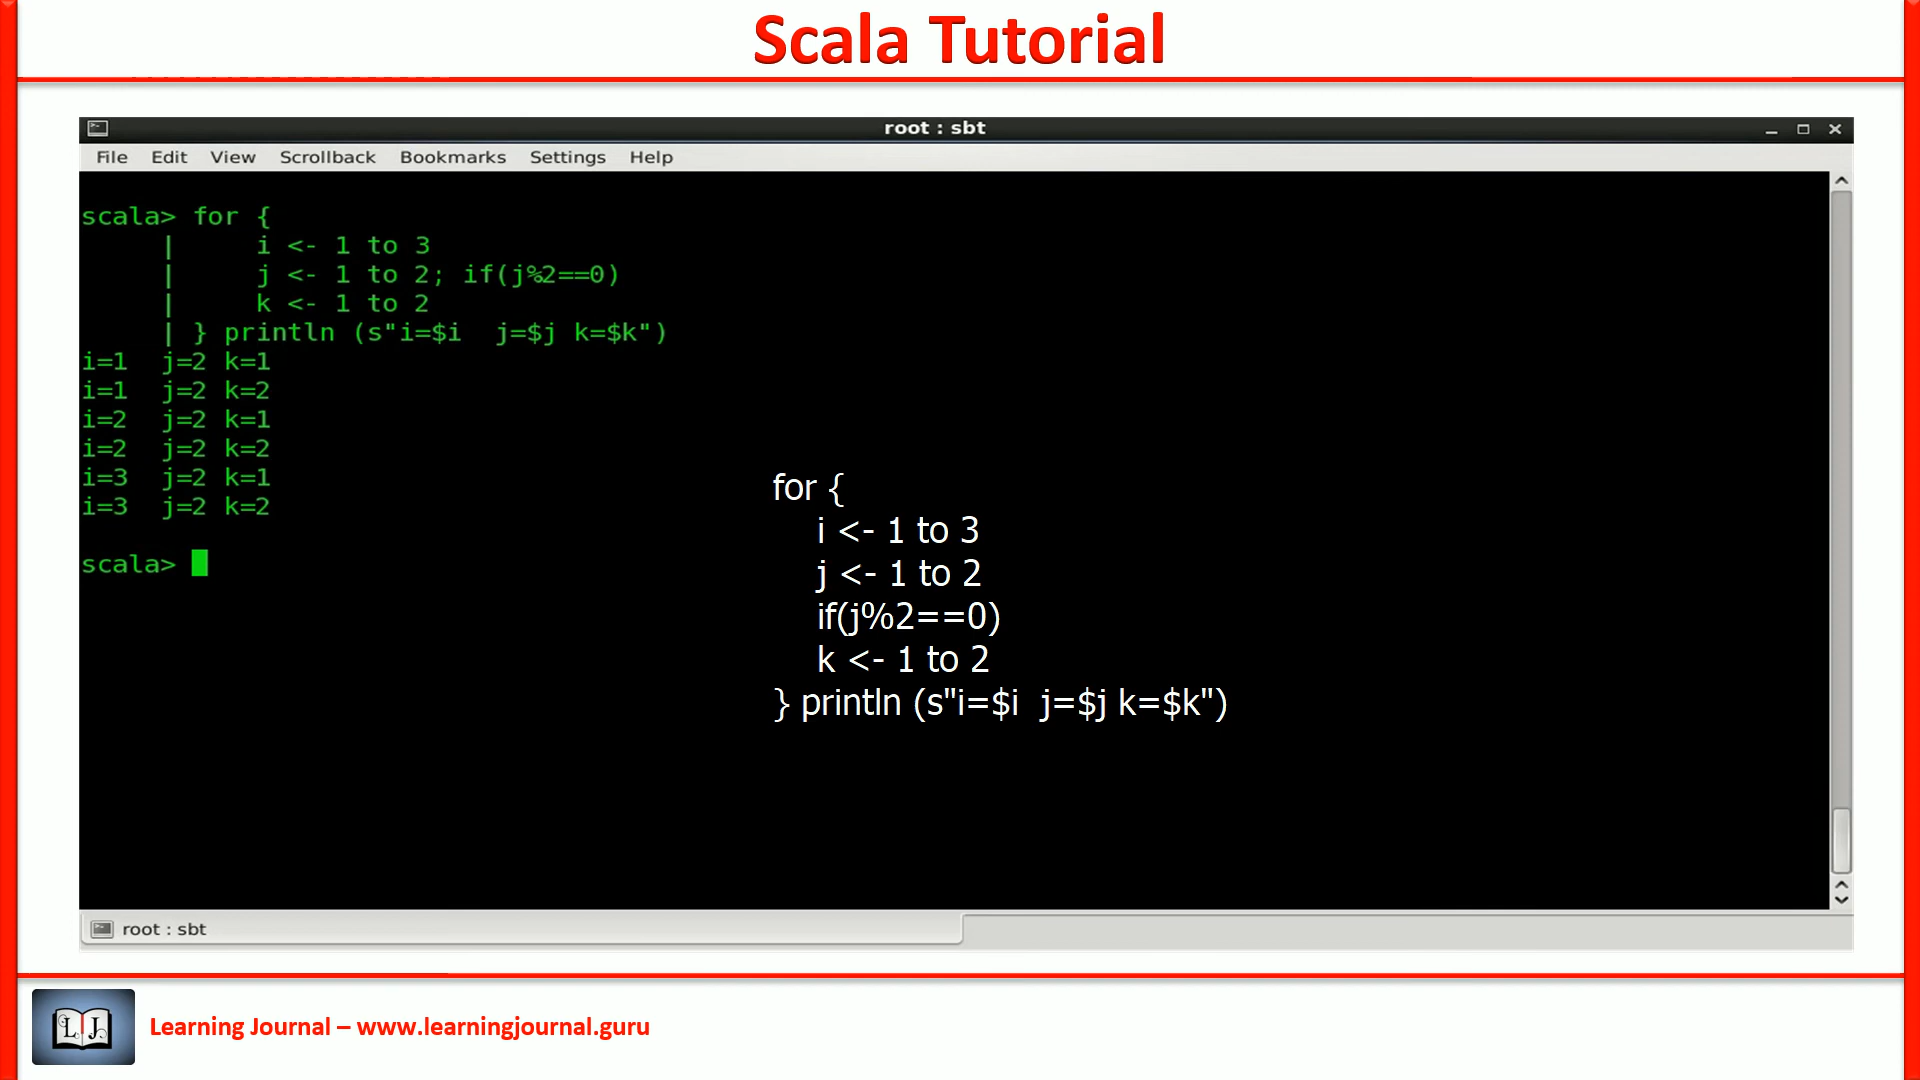 Scala Tutorial
root : sbt
File Edit View Scrollback Bookmarks Settings Help
scala> for {
     |     i <- 1 to 3
     |     j <- 1 to 2; if(j%2==0)
     |     k <- 1 to 2
     | } println (s"i=$i  j=$j k=$k")
i=1  j=2 k=1
i=1  j=2 k=2
i=2  j=2 k=1
i=2  j=2 k=2
i=3  j=2 k=1
i=3  j=2 k=2
scala>
for {
    i <- 1 to 3
    j <- 1 to 2
    if(j%2==0)
    k <- 1 to 2
} println (s"i=$i  j=$j k=$k")
root : sbt
L J
Learning Journal – www.learningjournal.guru